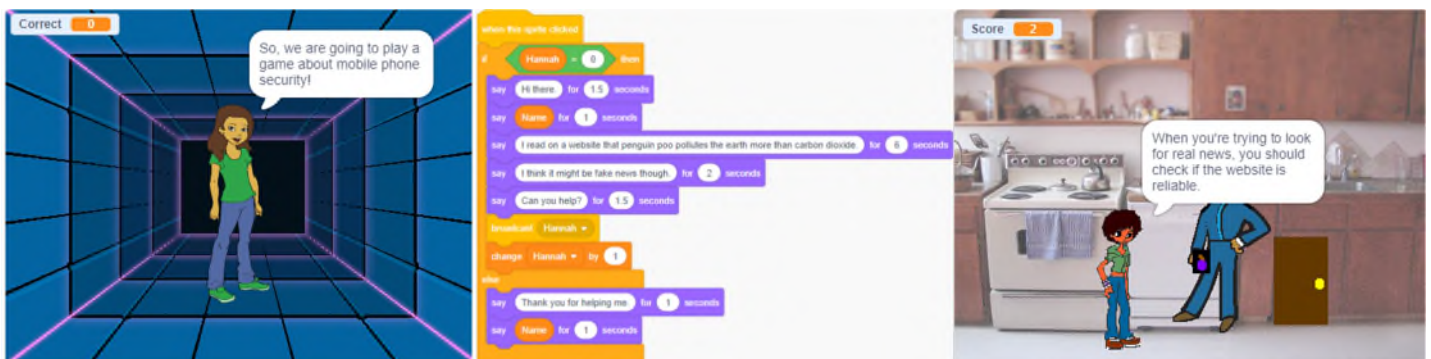 Correct 0
So, we are going to play a
game about mobile phone
security!
when this sprite clicked
if Hannah = 0 then
say Hi there for 1.5 seconds
say Name for 1 seconds
say I read on a website that penguin poo pollutes the earth more than carbon dioxide. for 6 seconds
say I think it might be fake news though. for 2 seconds
say Can you help? for 1.5 seconds
broadcast Hannah
change Hannah by 1
else
say Thank you for helping me for 1 seconds
say Name for 1 seconds
Score 2
When you're trying to look
for real news, you should
check if the website is
reliable.